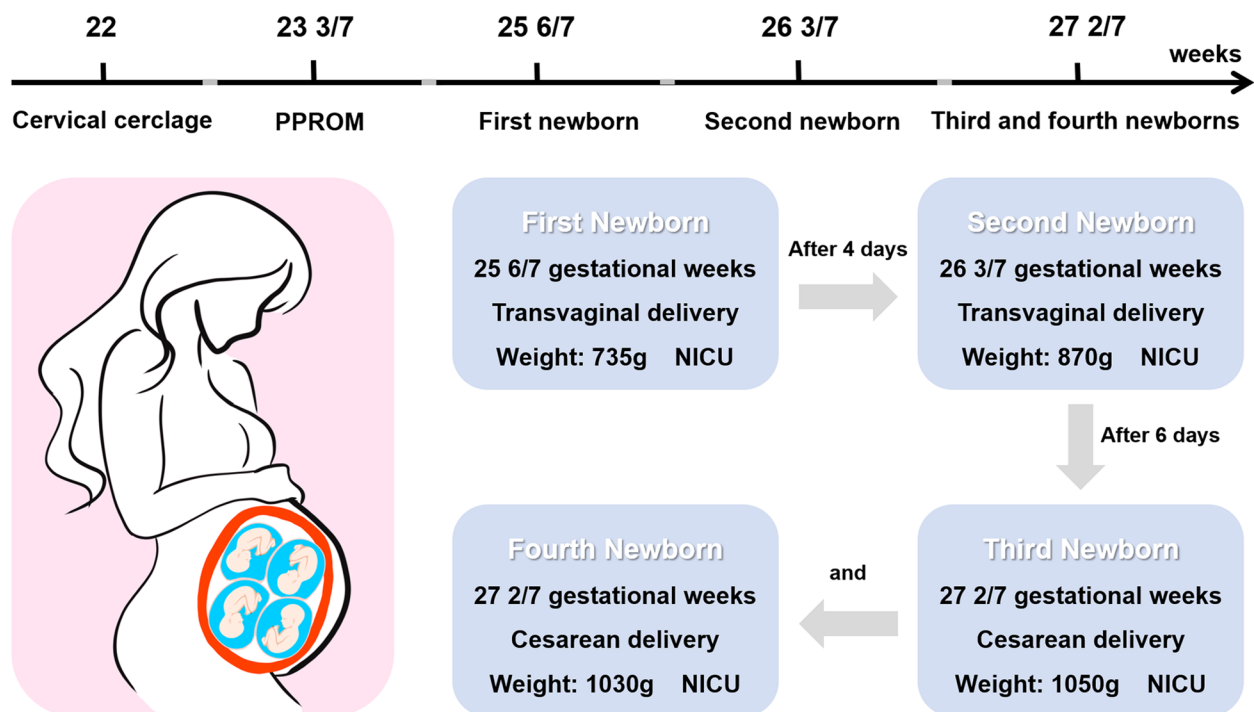 22 23 3/7 25 6/7 26 3/7 27 2/7
weeks
Cervical cerclage PPROM First newborn Second newborn Third and fourth newborns
First Newborn
25 6/7 gestational weeks
Transvaginal delivery
Weight: 735g NICU
After 4 days
Second Newborn
26 3/7 gestational weeks
Transvaginal delivery
Weight: 870g NICU
After 6 days
Third Newborn
27 2/7 gestational weeks
Cesarean delivery
Weight: 1050g NICU
and
Fourth Newborn
27 2/7 gestational weeks
Cesarean delivery
Weight: 1030g NICU